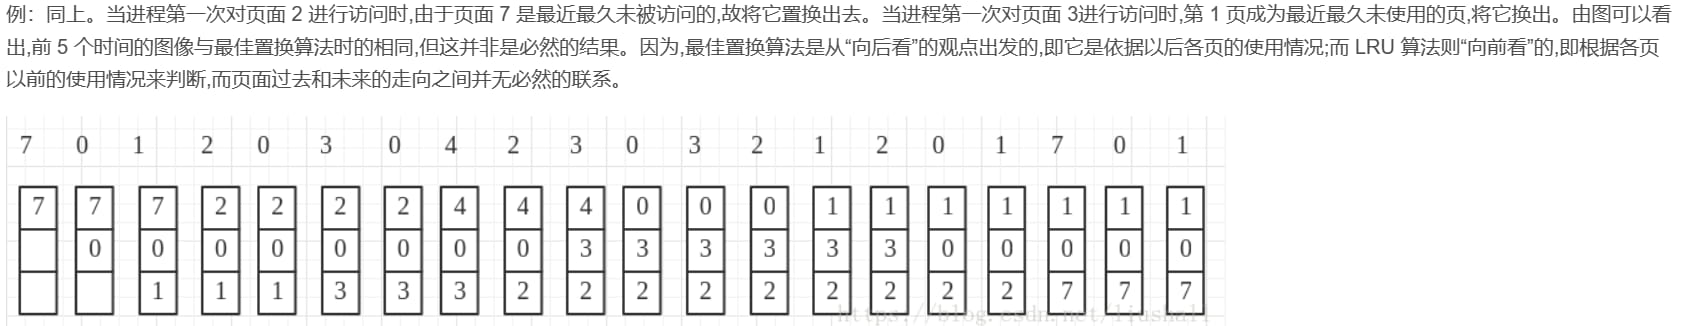 例：同上。当进程第一次对页面 2 进行访问时,由于页面 7 是最近最久未被访问的,故将它置换出去。当进程第一次对页面 3进行访问时,第 1 页成为最近最久未使用的页,将它换出。由图可以看
出,前 5 个时间的图像与最佳置换算法时的相同,但这并非是必然的结果。因为,最佳置换算法是从“向后看”的观点出发的,即它是依据以后各页的使用情况;而 LRU 算法则“向前看”的,即根据各页
以前的使用情况来判断,而页面过去和未来的走向之间并无必然的联系。
7 0 1 2 0 3 0 4 2 3 0 3 2 1 2 0 1 7 0 1
7 7 7 2 2 2 2 4 4 4 0 0 0 1 1 1 1 1 1 1
0 0 0 0 0 0 0 0 3 3 3 3 3 3 0 0 0 0 0
1 1 1 3 3 3 2 2 2 2 2 2 2 2 2 7 7 7
https://blog.csdn.net/liushall